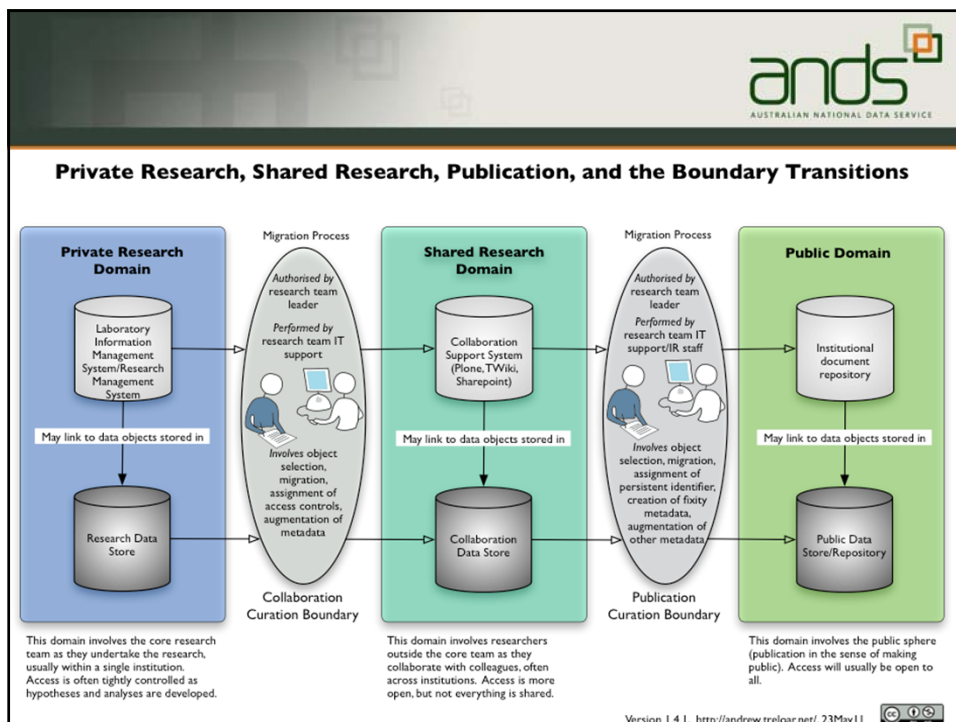 ands
AUSTRALIAN NATIONAL DATA SERVICE
Private Research, Shared Research, Publication, and the Boundary Transitions
Private Research
Domain
Laboratory
Information
Management
System/Research
Management
System
May link to data objects stored in
Research Data
Store
This domain involves the core research
team as they undertake the research,
usually within a single institution.
Access is often tightly controlled as
hypotheses and analyses are developed.
Migration Process
Authorised by
research team
leader
Performed by
research team IT
support
Involves object
selection,
migration,
assignment of
access controls,
augmentation of
metadata
Collaboration
Curation Boundary
Shared Research
Domain
Collaboration
Support System
(Plone, TWiki,
Sharepoint)
May link to data objects stored in
Collaboration
Data Store
This domain involves researchers
outside the core team as they
collaborate with colleagues, often
across institutions. Access is more
open, but not everything is shared.
Migration Process
Authorised by
research team
leader
Performed by
research team IT
support/IR staff
Involves object
selection, migration,
assignment of
persistent identifier,
creation of fixity
metadata,
augmentation of
other metadata
Publication
Curation Boundary
Public Domain
Institutional
document
repository
May link to data objects stored in
Public Data
Store/Repository
This domain involves the public sphere
(publication in the sense of making
public). Access will usually be open to
all.
Version 1.4.1, http://andrew.treloar.net/, 23May11
cc